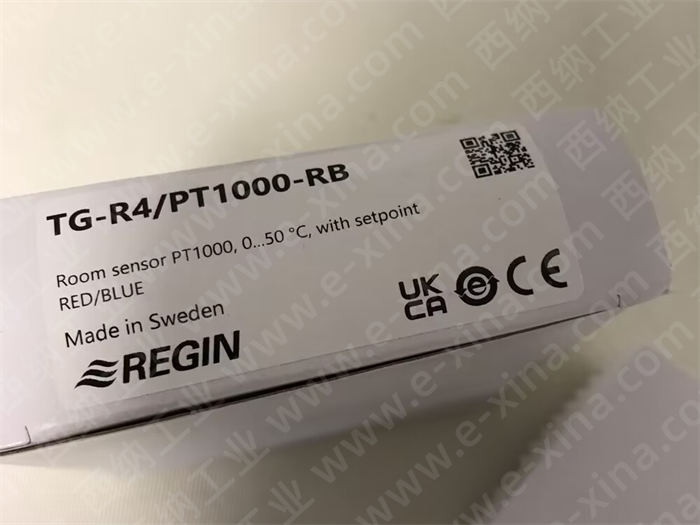 TG-R4/PT1000-RB
Room sensor PT1000, 0...50 °C, with setpoint
RED/BLUE
Made in Sweden
REGIN
UK
CA
e
CE
www.e-xina.com 西纳工业